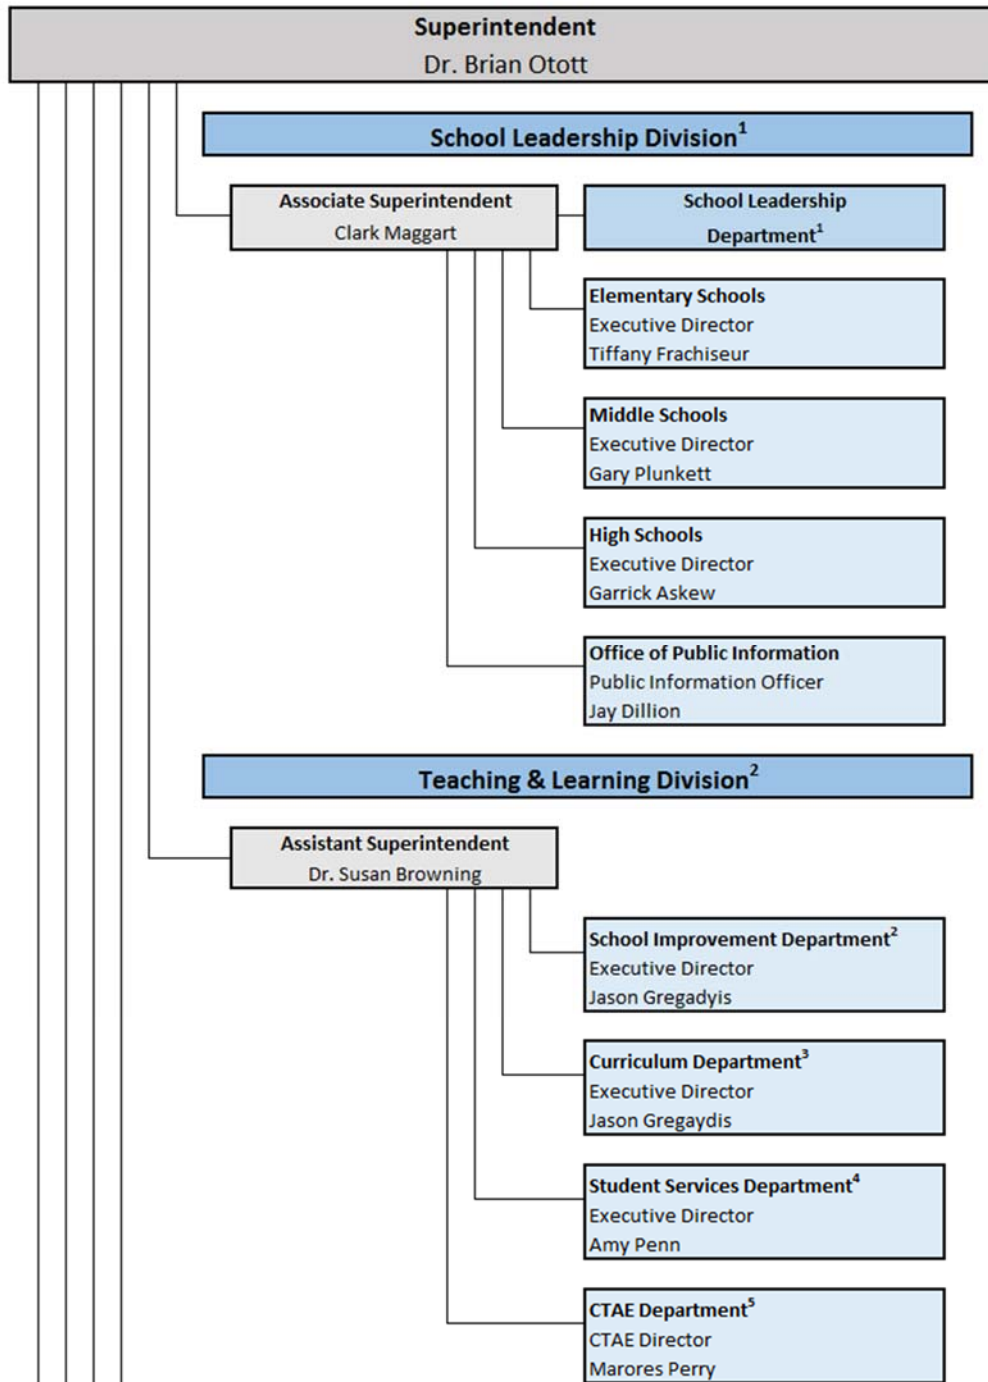 Superintendent
Dr. Brian Otott
School Leadership Division¹
Associate Superintendent
Clark Maggart
School Leadership
Department¹
Elementary Schools
Executive Director
Tiffany Frachiseur
Middle Schools
Executive Director
Gary Plunkett
High Schools
Executive Director
Garrick Askew
Office of Public Information
Public Information Officer
Jay Dillion
Teaching & Learning Division²
Assistant Superintendent
Dr. Susan Browning
School Improvement Department²
Executive Director
Jason Gregadyis
Curriculum Department³
Executive Director
Jason Gregaydis
Student Services Department⁴
Executive Director
Amy Penn
CTAE Department⁵
CTAE Director
Marores Perry